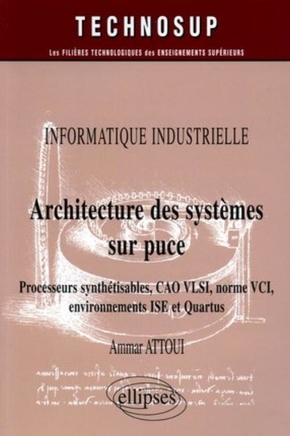 TECHNOSUP
Les FILIÈRES TECHNOLOGIQUES des ENSEIGNEMENTS SUPÉRIEURS
INFORMATIQUE INDUSTRIELLE
Architecture des systèmes
sur puce
Processeurs synthétisables, CAO VLSI, norme VCI,
environnements ISE et Quartus
Ammar ATTOUI
ellipses